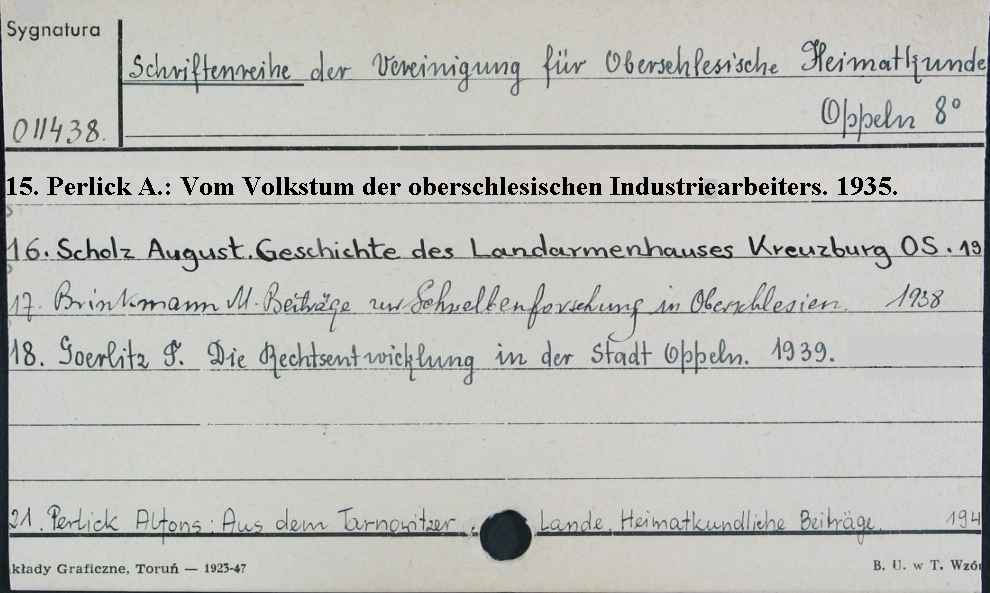 Sygnatura
Schriftenreihe der Vereinigung für Oberschlesische Heimatkunde
Oppeln 8°
011438.
15. Perlick A.: Vom Volkstum der oberschlesischen Industriearbeiters. 1935.
16. Scholz August. Geschichte des Landarmenhauses Kreuzburg OS. 19
17. Brinkmann M. Beiträge zur in Oberschlesien. 1938
18. Goerlitz T. Die Rechtsentwicklung in der Stadt Oppeln. 1939.
21. Perlick Alfons: Aus dem Tarnowitzer Lande. Heimatkundliche Beiträge. 194
kłady Graficzne, Toruń — 1923-47
B. U. w T. Wzór